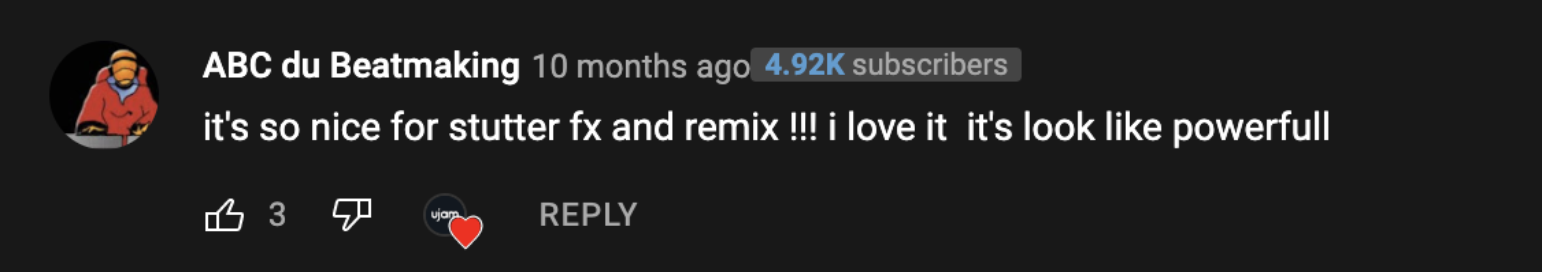 ABC du Beatmaking 10 months ago 4.92K subscribers
it's so nice for stutter fx and remix !!! i love it  it's look like powerfull
3 ujam REPLY